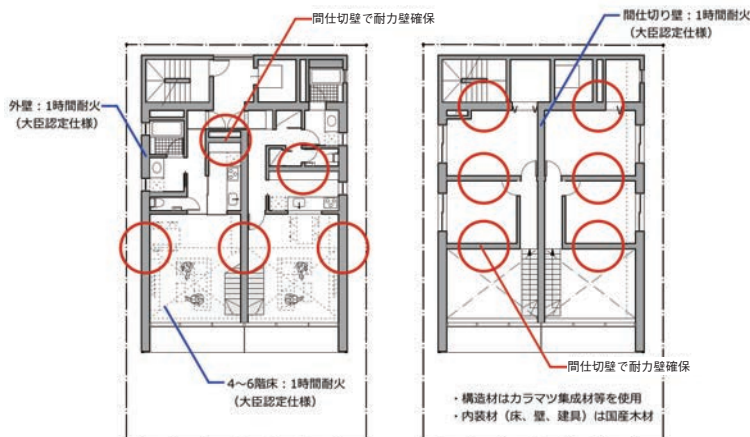 間仕切壁で耐力壁確保
外壁：1時間耐火
（大臣認定仕様）
4～6階床：1時間耐火
（大臣認定仕様）
間仕切り壁：1時間耐火
（大臣認定仕様）
間仕切壁で耐力壁確保
・構造材はカラマツ集成材等を使用
・内装材（床、壁、建具）は国産木材